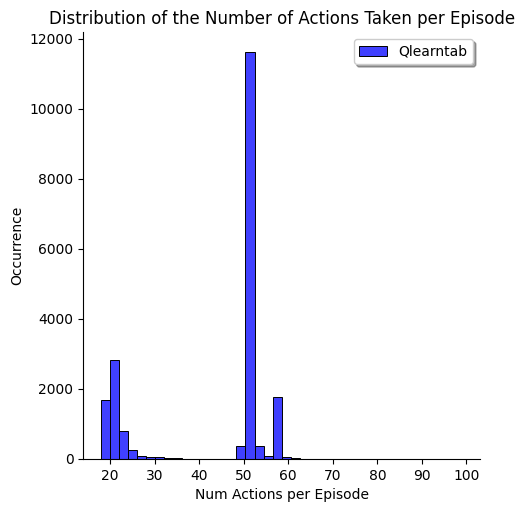 Distribution of the Number of Actions Taken per Episode
Qlearntab
12000
10000
8000
6000
4000
2000
0
Occurrence
20 30 40 50 60 70 80 90 100
Num Actions per Episode